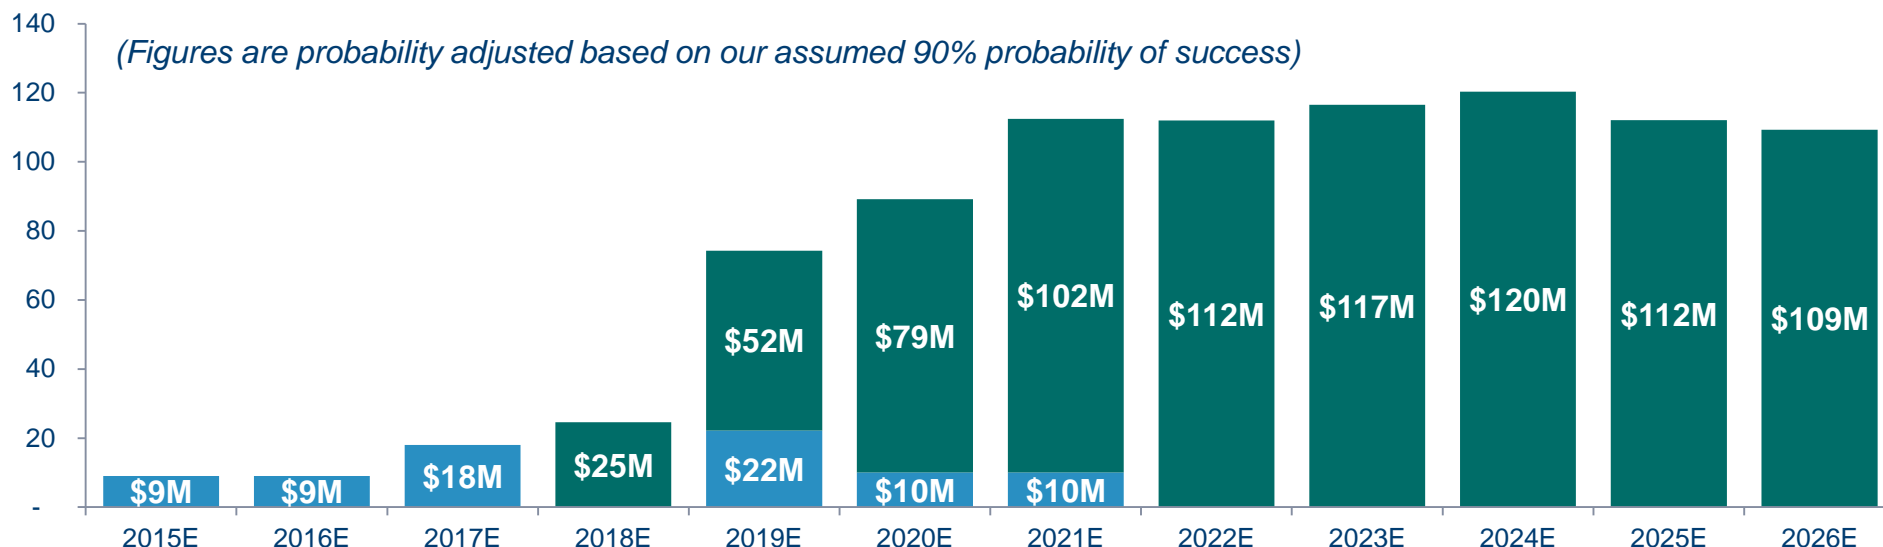 140
(Figures are probability adjusted based on our assumed 90% probability of success)
120
100
80
60
40
20
-
$9M
$9M
$18M
$25M
$52M
$22M
$79M
$10M
$102M
$10M
$112M
$117M
$120M
$112M
$109M
2015E 2016E 2017E 2018E 2019E 2020E 2021E 2022E 2023E 2024E 2025E 2026E